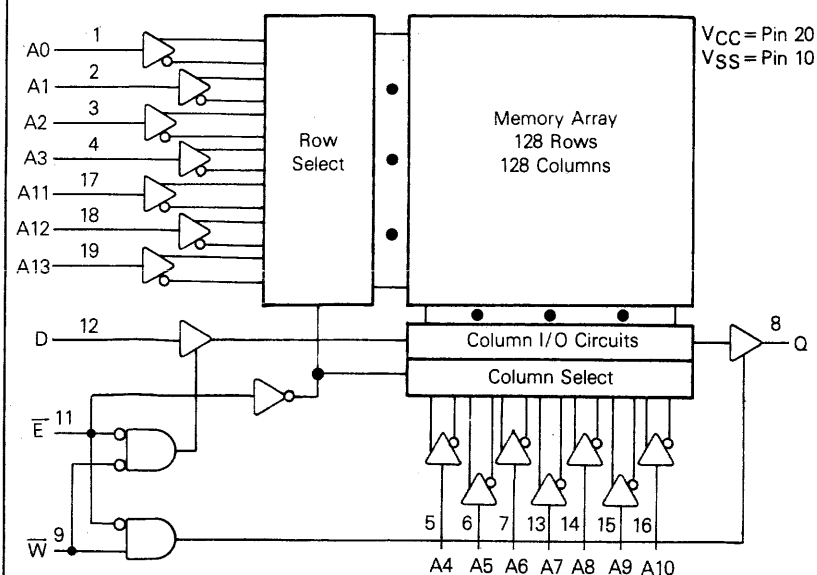 A0 1
A1 2
A2 3
A3 4
A11 17
A12 18
A13 19
Row
Select
Memory Array
128 Rows
128 Columns
VCC = Pin 20
VSS = Pin 10
D 12
Column I/O Circuits
8 Q
Column Select
E̅ 11
W̅ 9
5 6 7 13 14 15 16
A4 A5 A6 A7 A8 A9 A10